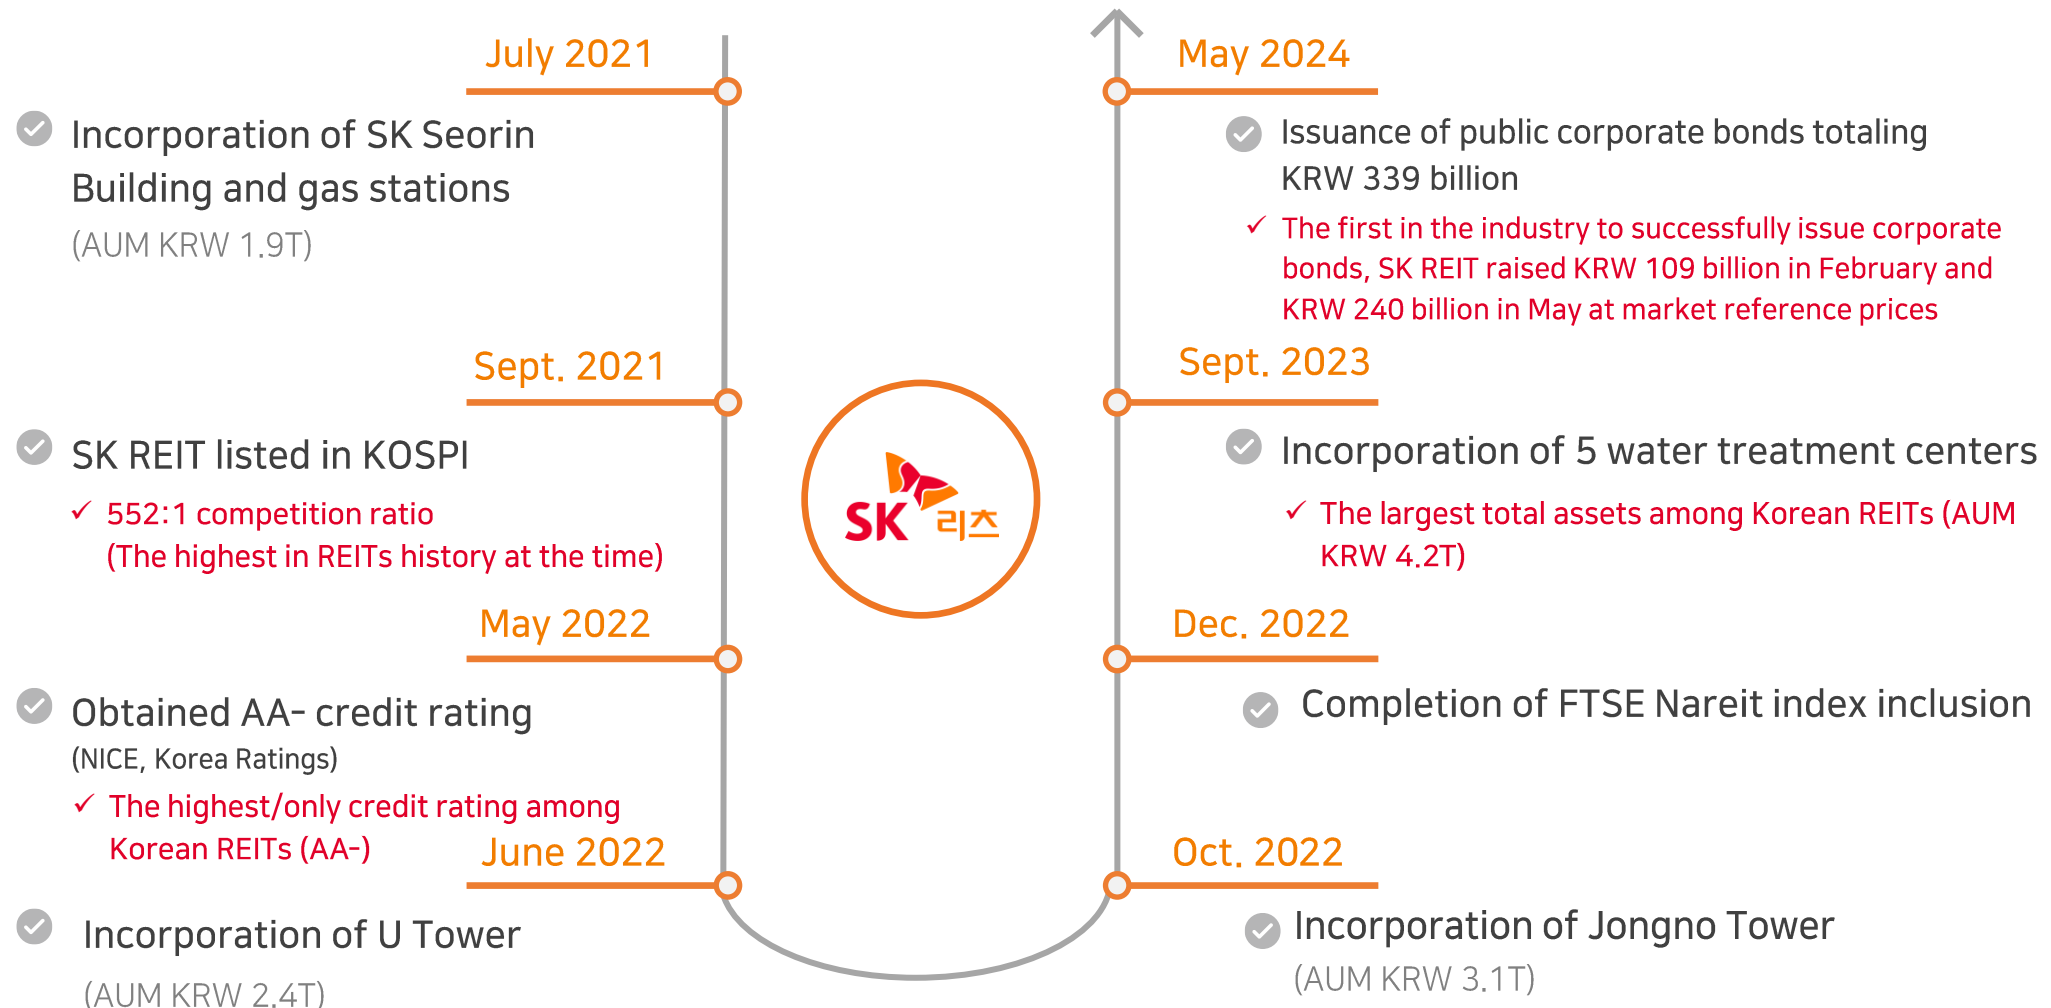 July 2021
Incorporation of SK Seorin
Building and gas stations
(AUM KRW 1.9T)
Sept. 2021
SK REIT listed in KOSPI
552:1 competition ratio
(The highest in REITs history at the time)
May 2022
Obtained AA- credit rating
(NICE, Korea Ratings)
The highest/only credit rating among
Korean REITs (AA-)
June 2022
Incorporation of U Tower
(AUM KRW 2.4T)
SK 리츠
May 2024
Issuance of public corporate bonds totaling
KRW 339 billion
The first in the industry to successfully issue corporate
bonds, SK REIT raised KRW 109 billion in February and
KRW 240 billion in May at market reference prices
Sept. 2023
Incorporation of 5 water treatment centers
The largest total assets among Korean REITs (AUM
KRW 4.2T)
Dec. 2022
Completion of FTSE Nareit index inclusion
Oct. 2022
Incorporation of Jongno Tower
(AUM KRW 3.1T)